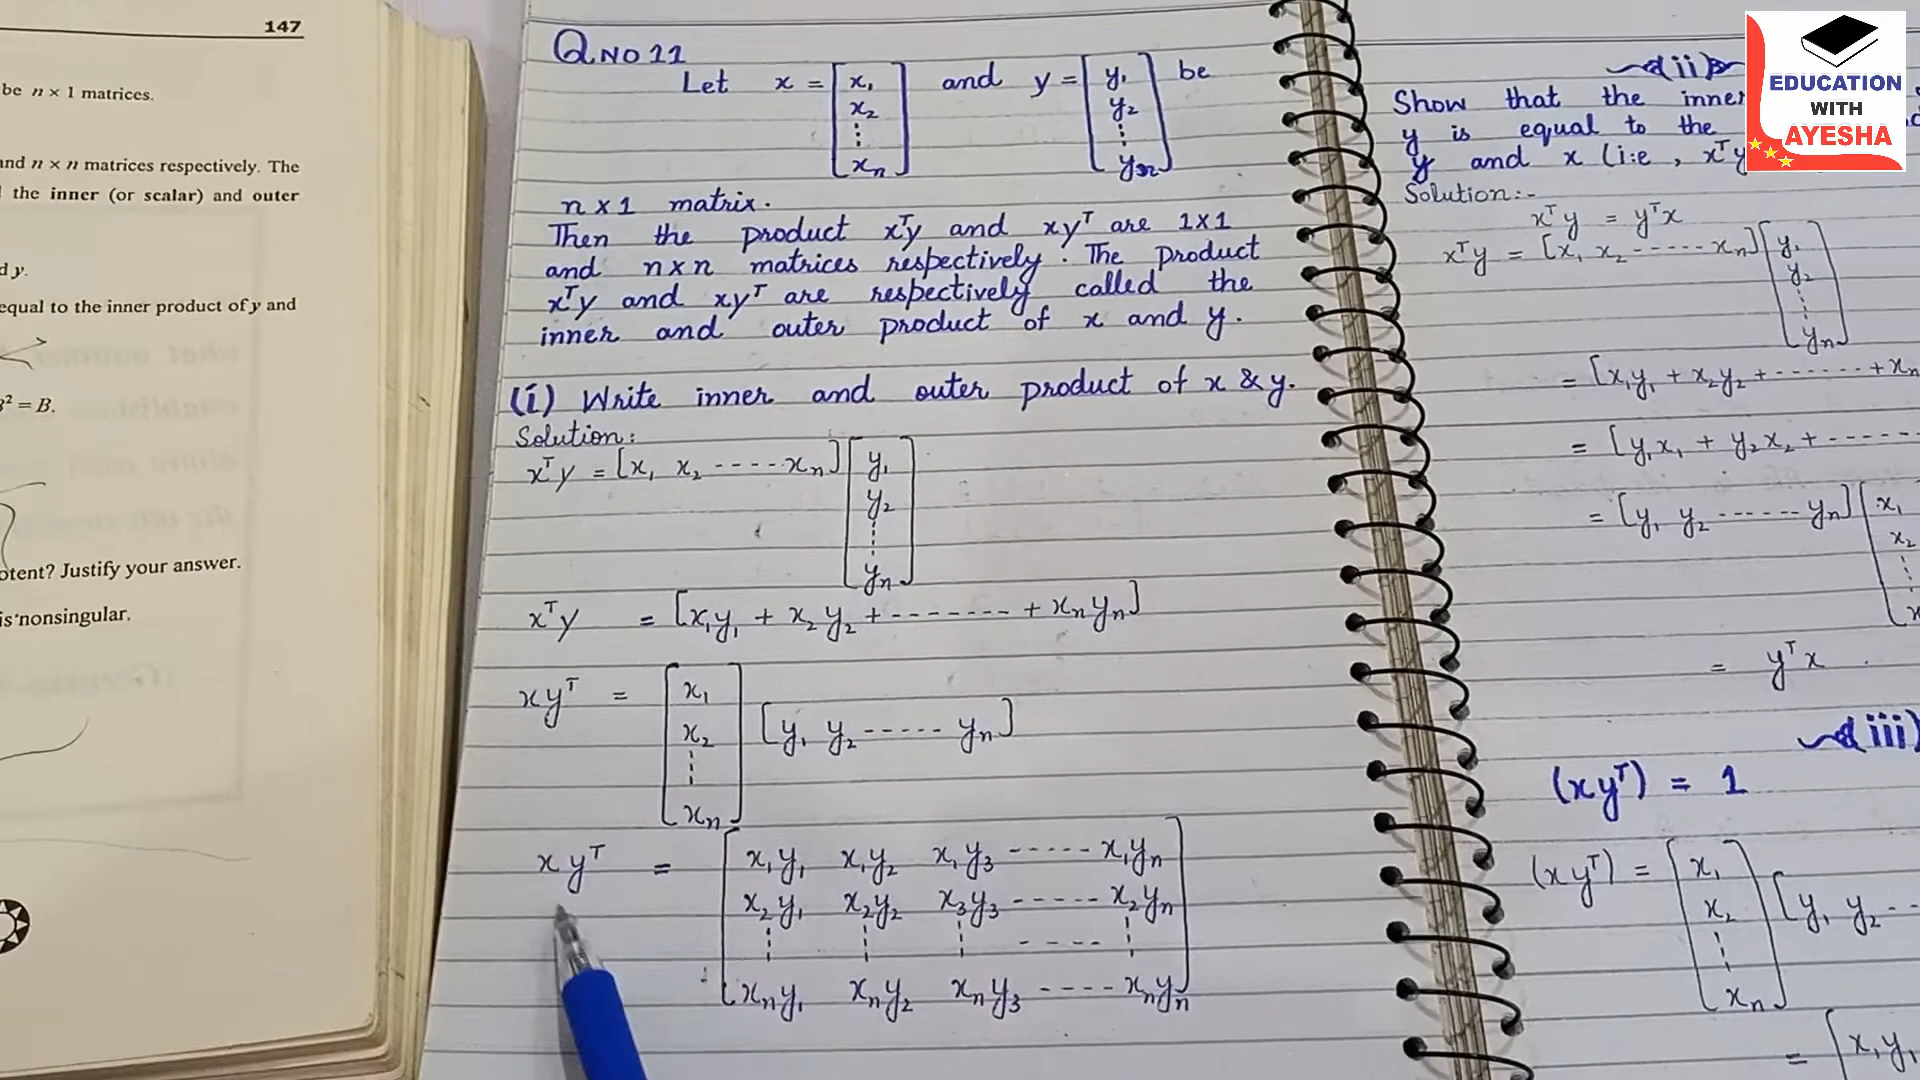 147
be n × 1 matrices.
and n × n matrices respectively. The
the inner (or scalar) and outer
d y.
equal to the inner product of y and
² = B.
otent? Justify your answer.
is nonsingular.
Q NO 11
Let x = [x₁ x₂ ⋮ xₙ] and y = [y₁ y₂ ⋮ yₙ] be
n×1 matrix.
Then the product xᵀy and xyᵀ are 1×1
and n×n matrices respectively. The product
xᵀy and xyᵀ are respectively called the
inner and outer product of x and y.
(i) Write inner and outer product of x & y.
Solution:
xᵀy = [x₁ x₂ ----- xₙ] [y₁ y₂ ⋮ yₙ]
xᵀy = [x₁y₁ + x₂y₂ + -------- + xₙyₙ]
xyᵀ = [x₁ x₂ ⋮ xₙ] [y₁ y₂ ----- yₙ]
xyᵀ = [x₁y₁ x₁y₂ x₁y₃ ----- x₁yₙ
x₂y₁ x₂y₂ x₃y₃ ----- x₂yₙ
⋮ ⋮ ⋮ ---- ⋮
xₙy₁ xₙy₂ xₙy₃ ---- xₙyₙ]
(ii)
Show that the inner
y is equal to the
y and x (i:e, xᵀy
Solution:-
xᵀy = yᵀx
xᵀy = [x₁ x₂ ------ xₙ] [y₁ y₂ ⋮ yₙ]
= [x₁y₁ + x₂y₂ + ------ + xₙ
= [y₁x₁ + y₂x₂ + -----
= [y₁ y₂ ------ yₙ] [x₁ x₂ ⋮ x
= yᵀx.
(iii)
(xyᵀ) = 1
(xyᵀ) = [x₁ x₂ ⋮ xₙ] [y₁ y₂ --
= [x₁y₁
EDUCATION
WITH
AYESHA